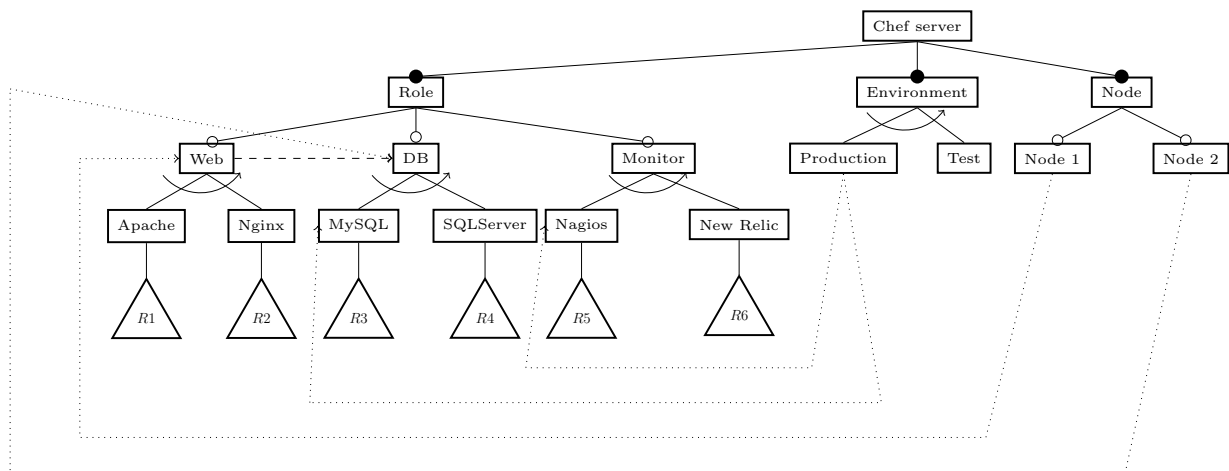 Chef server
Role
Environment
Node
Web
DB
Monitor
Production
Test
Node 1
Node 2
Apache
Nginx
MySQL
SQLServer
Nagios
New Relic
R1
R2
R3
R4
R5
R6